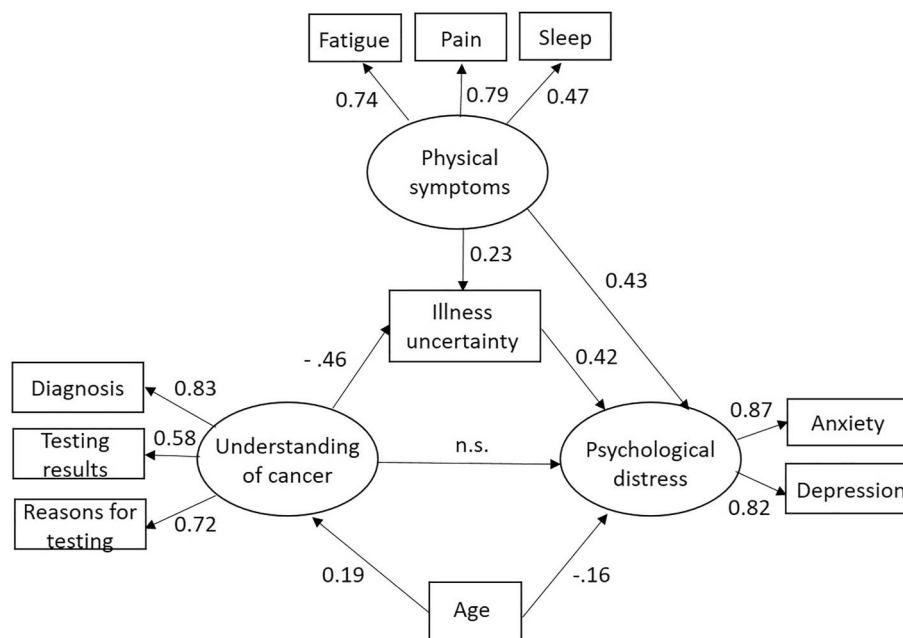 Fatigue
Pain
Sleep
0.74
0.79
0.47
Physical
symptoms
0.23
0.43
Illness
uncertainty
- .46
0.42
Diagnosis
0.83
Testing
results
0.58
Understanding
of cancer
n.s.
Psychological
distress
0.87
Anxiety
Reasons for
testing
0.72
0.82
Depression
0.19
Age
-.16